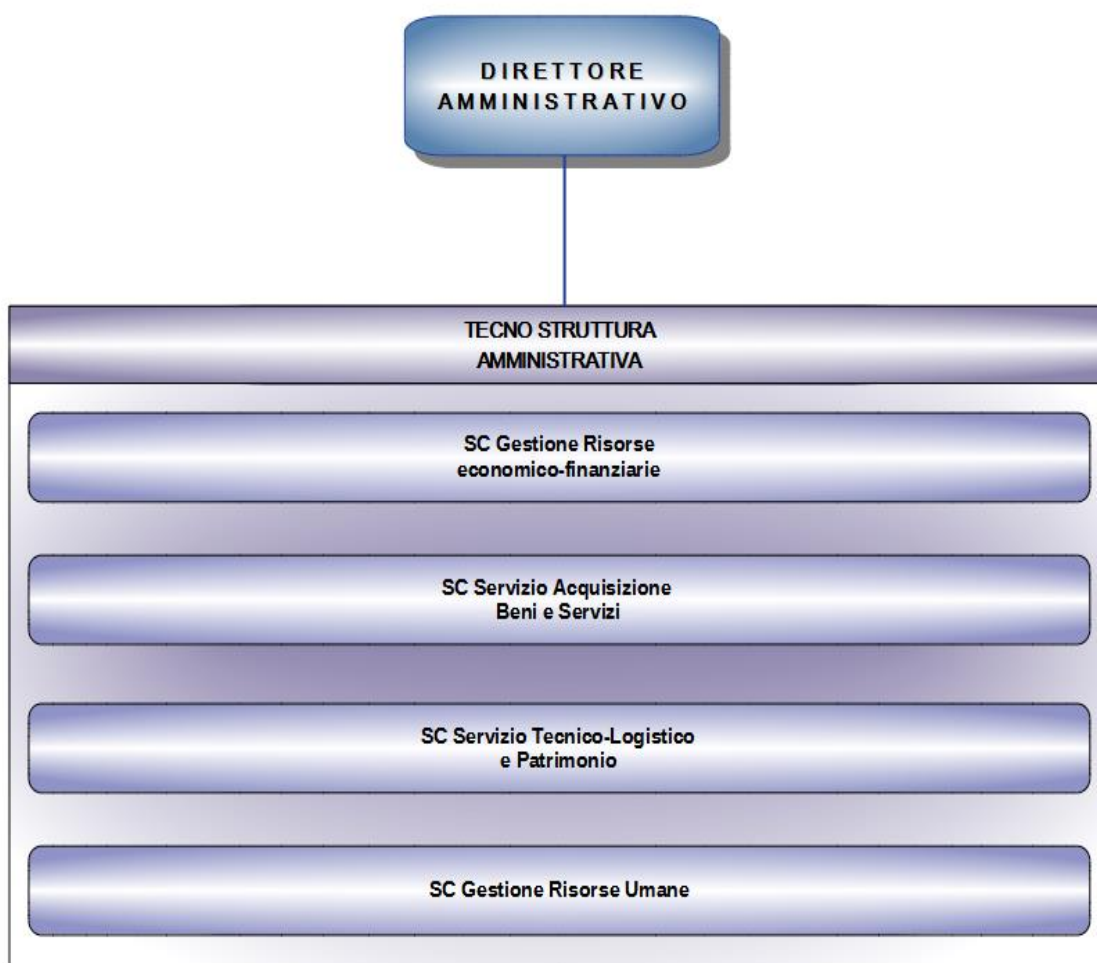 DIRETTORE
AMMINISTRATIVO
TECNO STRUTTURA
AMMINISTRATIVA
SC Gestione Risorse
economico-finanziarie
SC Servizio Acquisizione
Beni e Servizi
SC Servizio Tecnico-Logistico
e Patrimonio
SC Gestione Risorse Umane